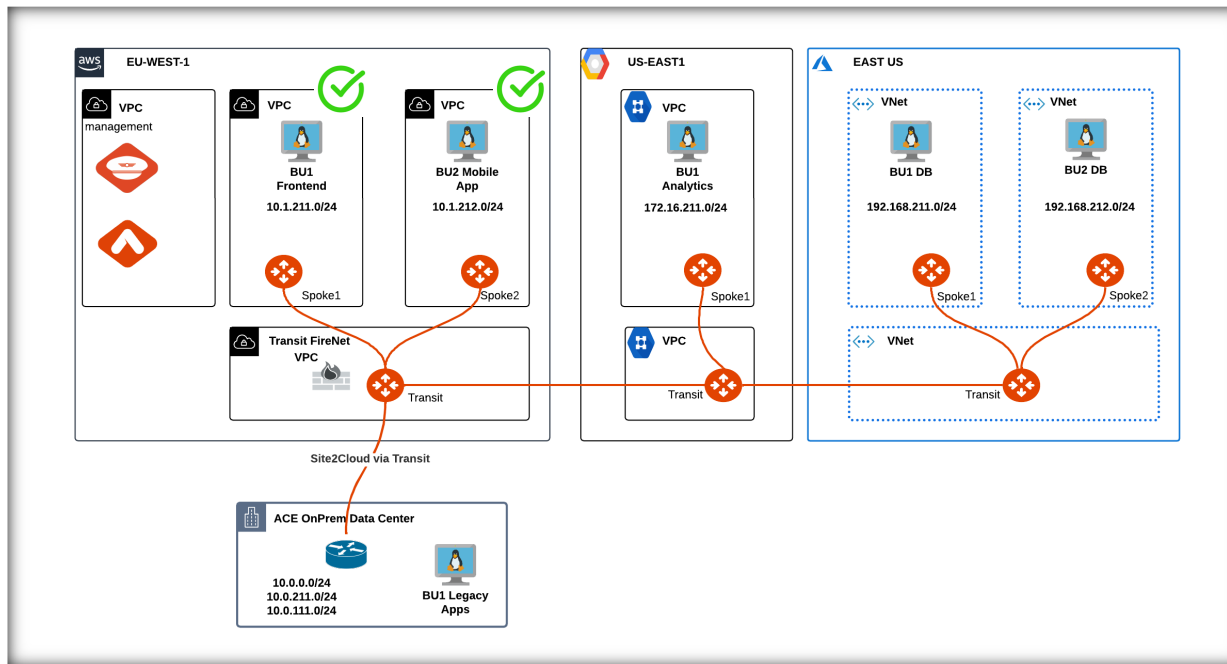 aws
EU-WEST-1
VPC
management
VPC
BU1
Frontend
10.1.211.0/24
Spoke1
VPC
BU2 Mobile
App
10.1.212.0/24
Spoke2
Transit FireNet
VPC
Transit
US-EAST1
VPC
BU1
Analytics
172.16.211.0/24
Spoke1
VPC
Transit
EAST US
VNet
BU1 DB
192.168.211.0/24
Spoke1
VNet
BU2 DB
192.168.212.0/24
Spoke2
VNet
Transit
Site2Cloud via Transit
ACE OnPrem Data Center
10.0.0.0/24
10.0.211.0/24
10.0.111.0/24
BU1 Legacy
Apps